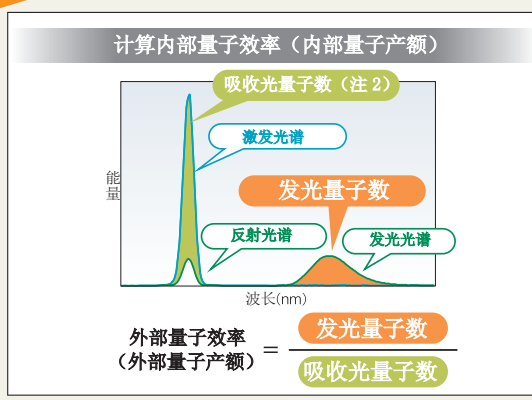 计算内部量子效率（内部量子产额）
吸收光量子数（注 2）
激发光谱
能量
发光量子数
反射光谱
发光光谱
波长(nm)
外部量子效率
（外部量子产额）
=
发光量子数
吸收光量子数